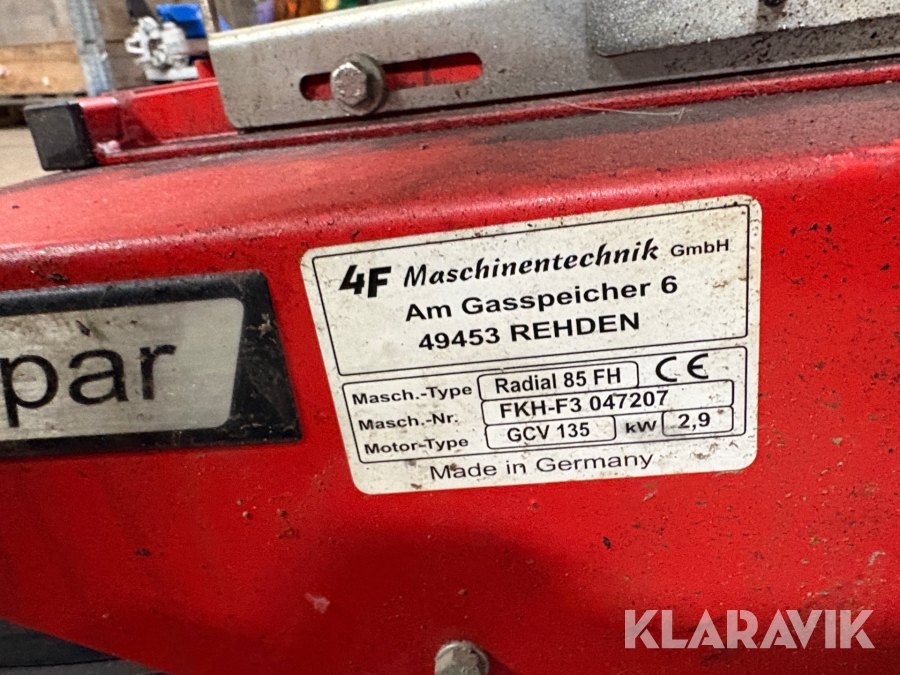 4F Maschinentechnik GmbH
Am Gasspeicher 6
49453 REHDEN
Masch.-Type Radial 85 FH CE
Masch.-Nr. FKH-F3 047207
Motor-Type GCV 135 kW 2,9
Made in Germany
par
KLARAVIK